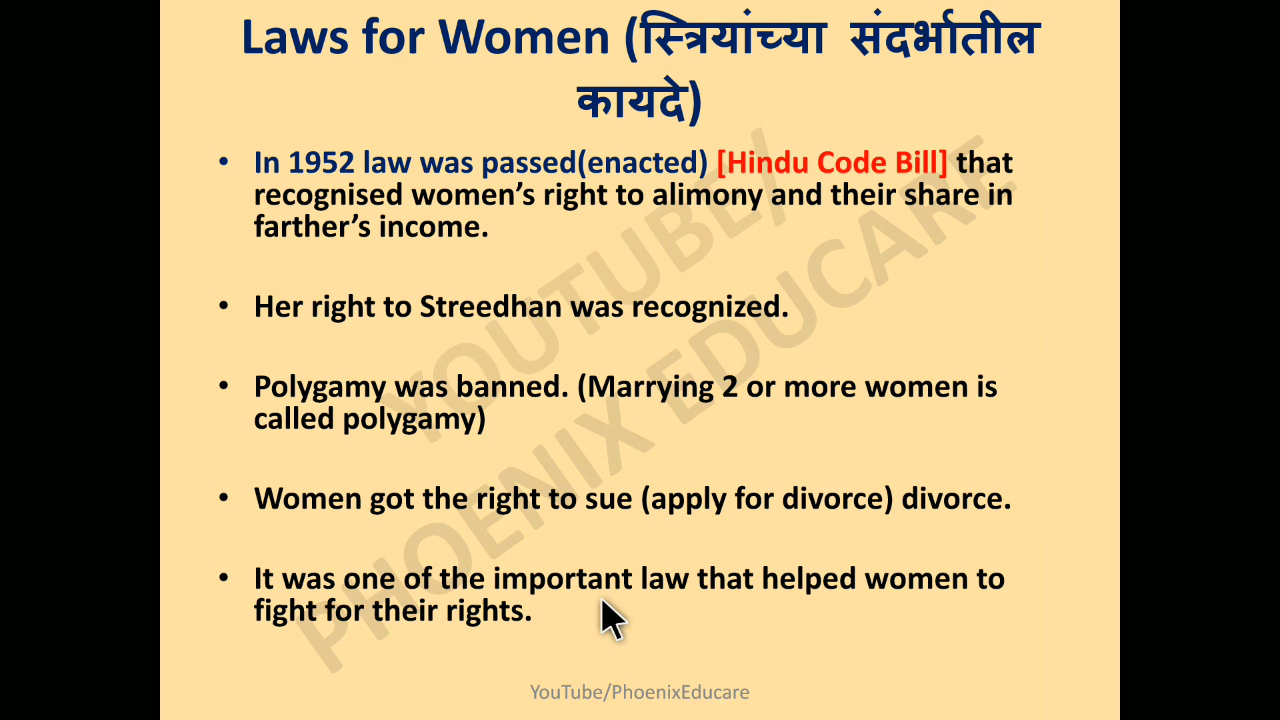 Laws for Women (स्त्रियांच्या संदर्भातील
कायदे)
• In 1952 law was passed(enacted) [Hindu Code Bill] that
recognised women’s right to alimony and their share in
farther’s income.
• Her right to Streedhan was recognized.
• Polygamy was banned. (Marrying 2 or more women is
called polygamy)
• Women got the right to sue (apply for divorce) divorce.
• It was one of the important law that helped women to
fight for their rights.
YOUTUBE/
PHOENIX EDUCARE
YouTube/PhoenixEducare